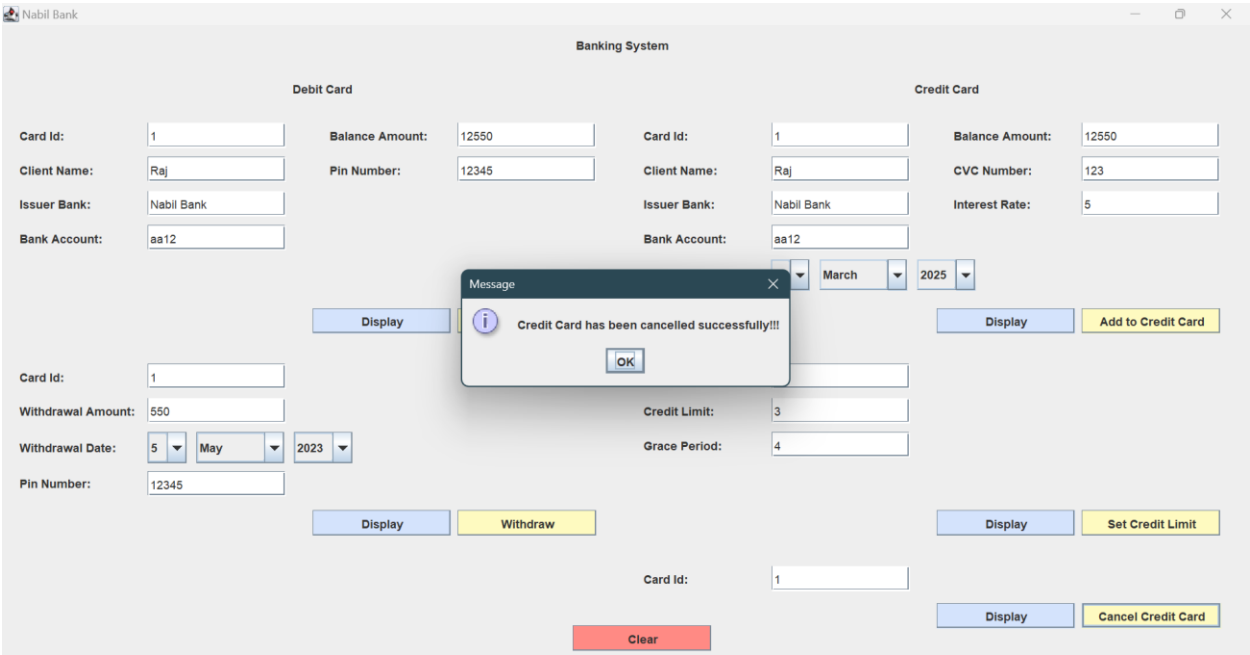 Nabil Bank
Banking System
Debit Card
Credit Card
Card Id: 1 Balance Amount: 12550
Client Name: Raj Pin Number: 12345
Issuer Bank: Nabil Bank
Bank Account: aa12
Card Id: 1 Balance Amount: 12550
Client Name: Raj CVC Number: 123
Issuer Bank: Nabil Bank Interest Rate: 5
Bank Account: aa12
March 2025
Display
Display Add to Credit Card
Message
Credit Card has been cancelled successfully!!!
OK
Card Id: 1
Withdrawal Amount: 550
Withdrawal Date: 5 May 2023
Pin Number: 12345
Display Withdraw
Credit Limit: 3
Grace Period: 4
Display Set Credit Limit
Card Id: 1
Display Cancel Credit Card
Clear